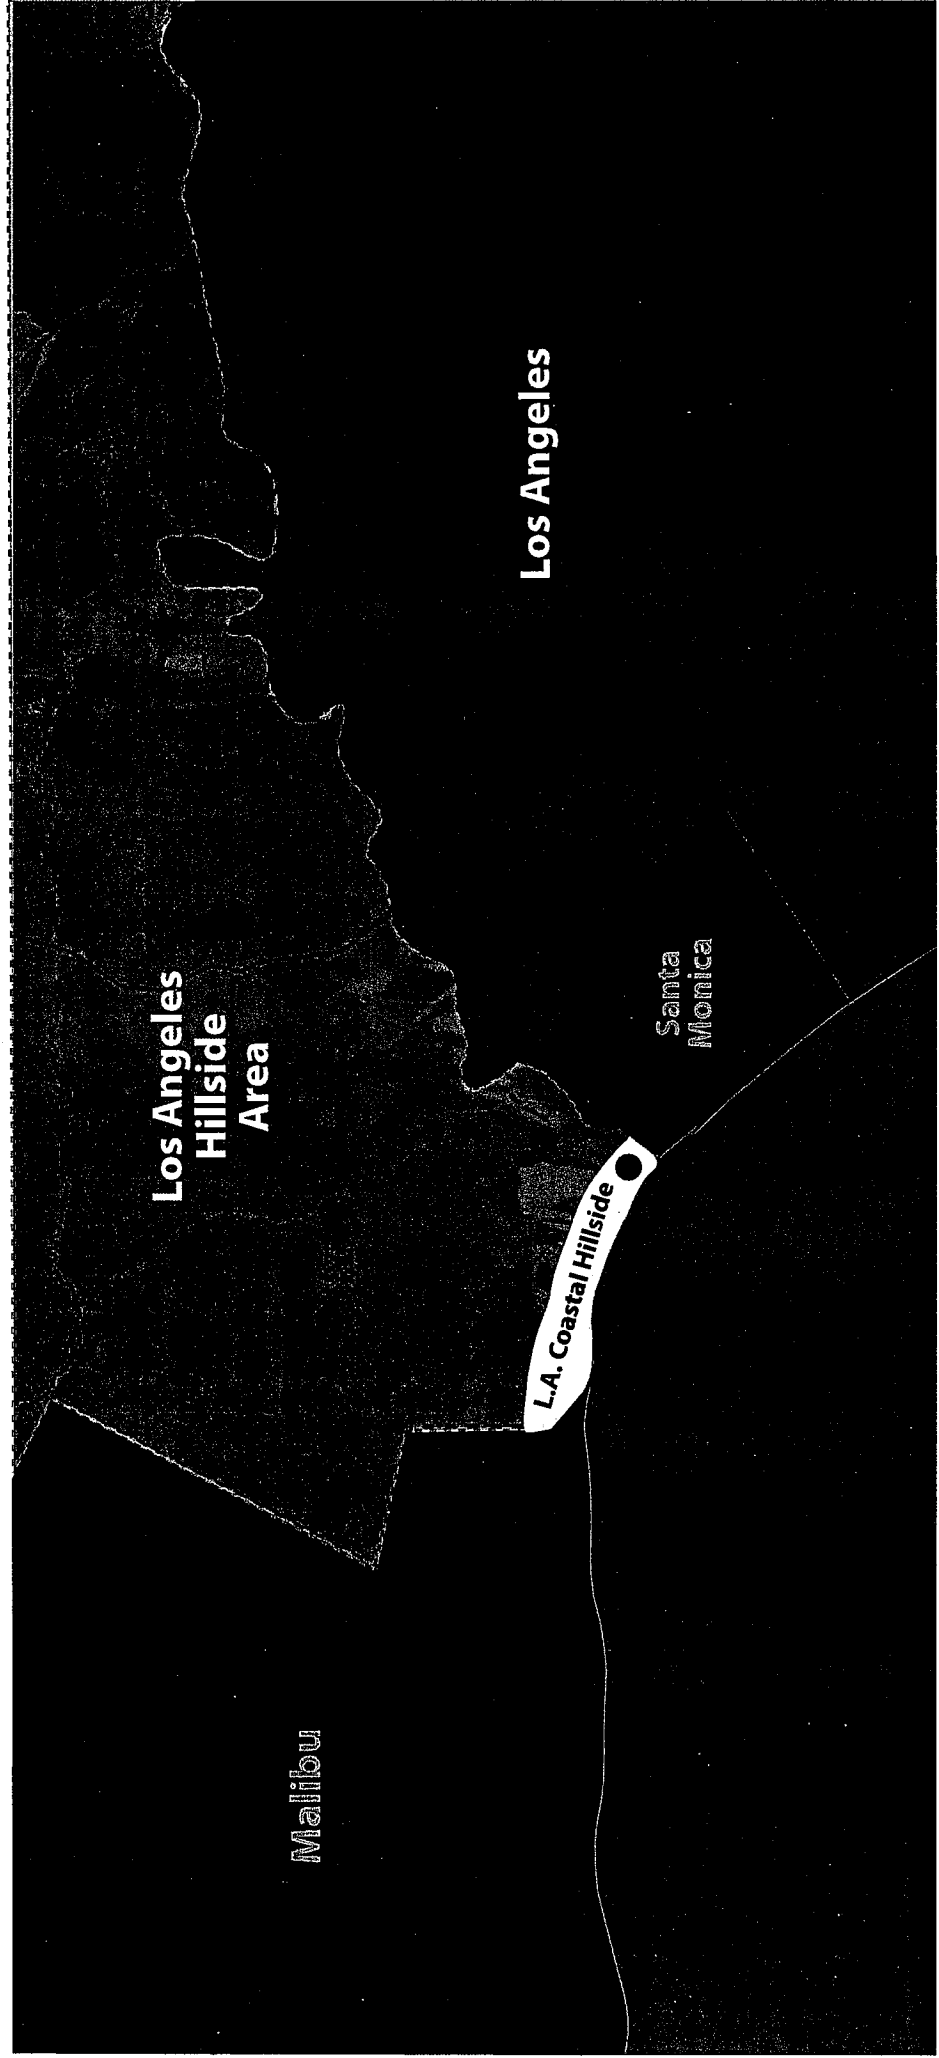 Los Angeles
Hillside
Area
Los Angeles
Malibu
L.A. Coastal Hillside
Santa
Monica